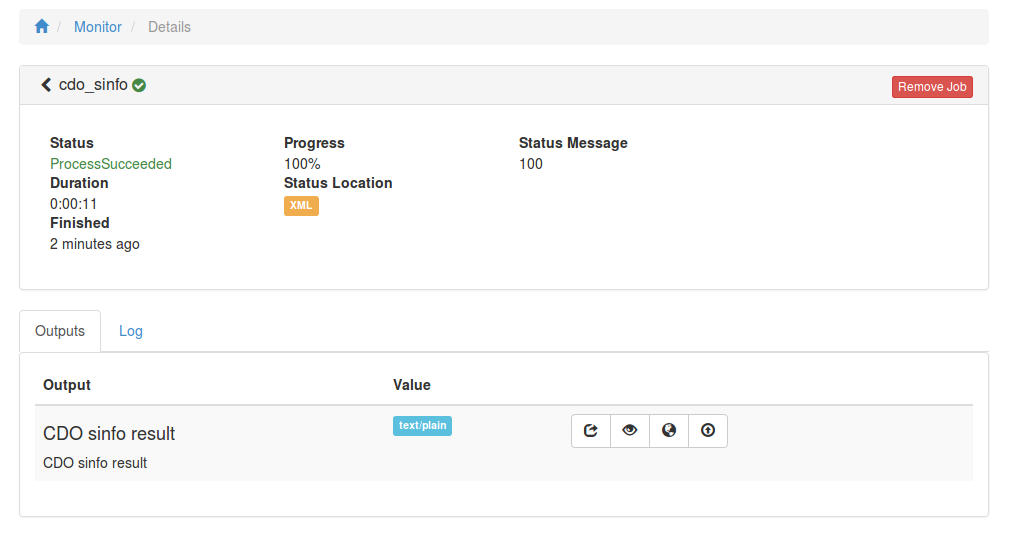 / Monitor / Details
cdo_sinfo
Remove Job
Status
ProcessSucceeded
Duration
0:00:11
Finished
2 minutes ago
Progress
100%
Status Location
XML
Status Message
100
Outputs
Log
Output Value
CDO sinfo result text/plain
CDO sinfo result